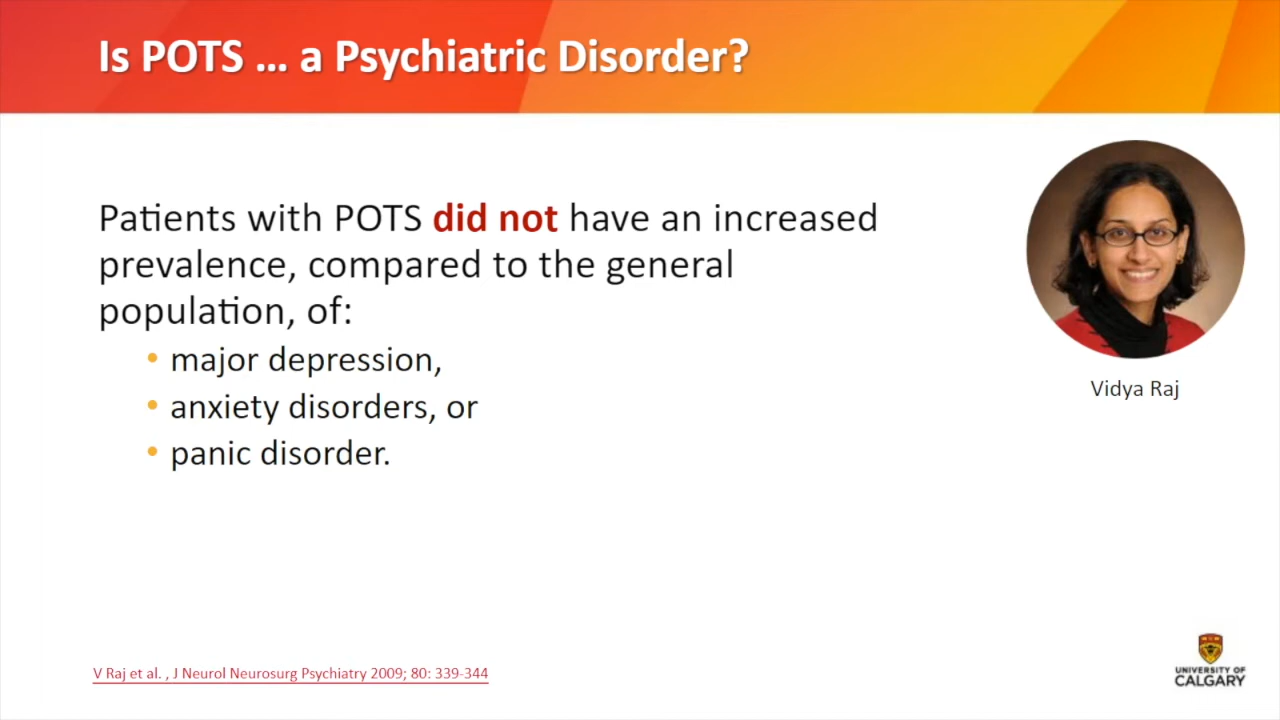 Is POTS ... a Psychiatric Disorder?
Patients with POTS did not have an increased
prevalence, compared to the general
population, of:
• major depression,
• anxiety disorders, or
• panic disorder.
Vidya Raj
V Raj et al. , J Neurol Neurosurg Psychiatry 2009; 80: 339-344
UNIVERSITY OF
CALGARY